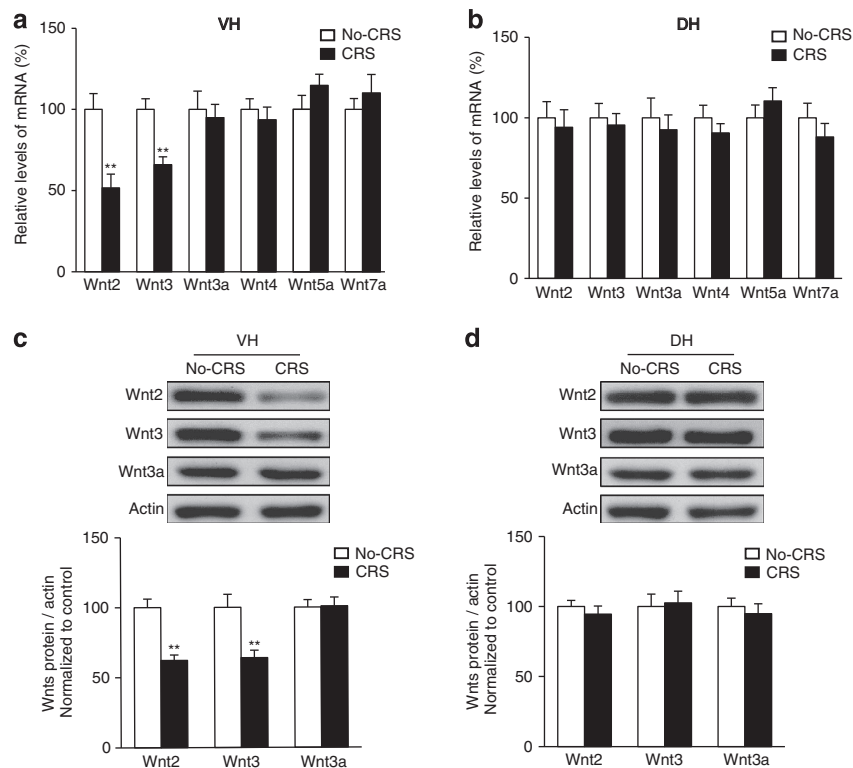 a
VH
No-CRS
CRS
Relative levels of mRNA (%)
150
100
50
0
** **
Wnt2 Wnt3 Wnt3a Wnt4 Wnt5a Wnt7a
b
DH
No-CRS
CRS
Relative levels of mRNA (%)
150
100
50
0
Wnt2 Wnt3 Wnt3a Wnt4 Wnt5a Wnt7a
c
VH
No-CRS CRS
Wnt2
Wnt3
Wnt3a
Actin
No-CRS
CRS
Wnts protein / actin
Normalized to control
150
100
50
0
** **
Wnt2 Wnt3 Wnt3a
d
DH
No-CRS CRS
Wnt2
Wnt3
Wnt3a
Actin
No-CRS
CRS
Wnts protein / actin
Normalized to control
150
100
50
0
Wnt2 Wnt3 Wnt3a